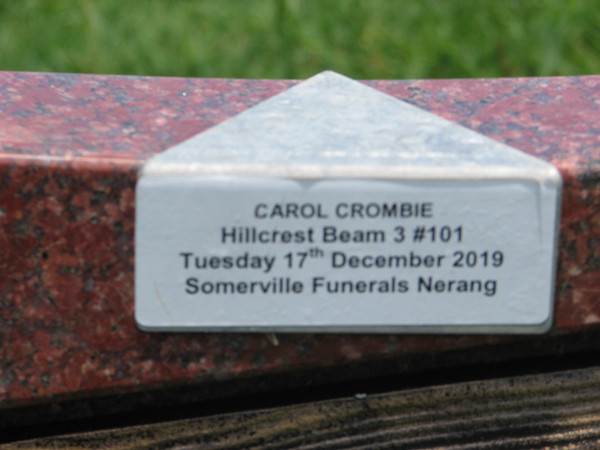 CAROL CROMBIE
Hillcrest Beam 3 #101
Tuesday 17th December 2019
Somerville Funerals Nerang